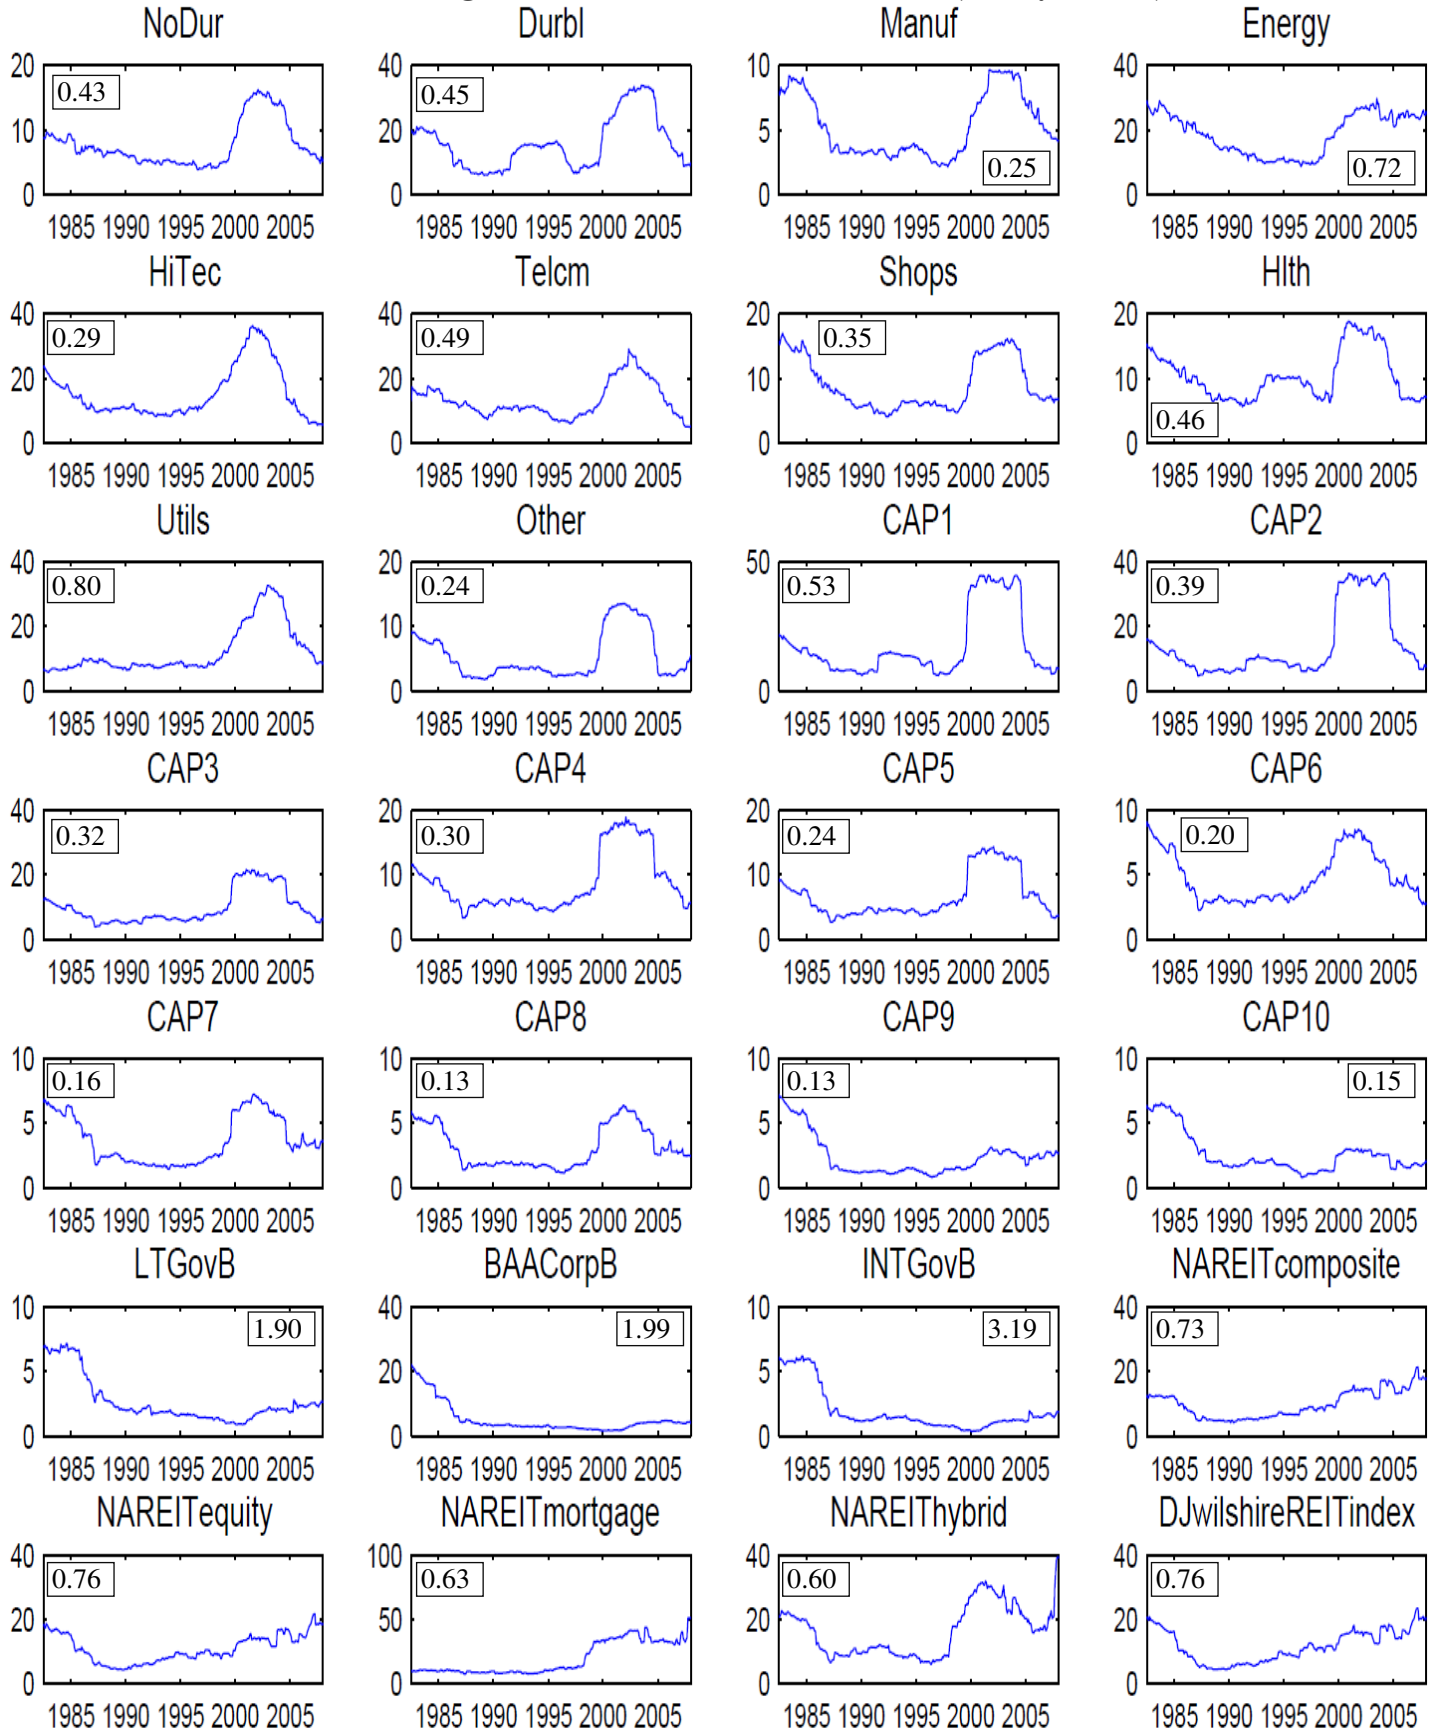 NoDur Durbl Manuf Energy
20 40 10 40
0.43 0.45
10 20 5 20
0.25 0.72
0 0 0 0
1985 1990 1995 2000 2005 1985 1990 1995 2000 2005 1985 1990 1995 2000 2005 1985 1990 1995 2000 2005
HiTec Telcm Shops Hlth
40 40 20 20
0.29 0.49 0.35
20 20 10 10
0.46
0 0 0 0
1985 1990 1995 2000 2005 1985 1990 1995 2000 2005 1985 1990 1995 2000 2005 1985 1990 1995 2000 2005
Utils Other CAP1 CAP2
40 20 50 40
0.80 0.24 0.53 0.39
20 10 20
0 0 0 0
1985 1990 1995 2000 2005 1985 1990 1995 2000 2005 1985 1990 1995 2000 2005 1985 1990 1995 2000 2005
CAP3 CAP4 CAP5 CAP6
40 20 20 10
0.32 0.30 0.24 0.20
20 10 10 5
0 0 0 0
1985 1990 1995 2000 2005 1985 1990 1995 2000 2005 1985 1990 1995 2000 2005 1985 1990 1995 2000 2005
CAP7 CAP8 CAP9 CAP10
10 10 10 10
0.16 0.13 0.13 0.15
5 5 5 5
0 0 0 0
1985 1990 1995 2000 2005 1985 1990 1995 2000 2005 1985 1990 1995 2000 2005 1985 1990 1995 2000 2005
LTGovB BAACorpB INTGovB NAREITcomposite
10 40 10 40
1.90 1.99 3.19 0.73
5 20 5 20
0 0 0 0
1985 1990 1995 2000 2005 1985 1990 1995 2000 2005 1985 1990 1995 2000 2005 1985 1990 1995 2000 2005
NAREITequity NAREITmortgage NAREIThybrid DJwilshireREITindex
40 100 40 40
0.76 0.63 0.60 0.76
20 50 20 20
0 0 0 0
1985 1990 1995 2000 2005 1985 1990 1995 2000 2005 1985 1990 1995 2000 2005 1985 1990 1995 2000 2005